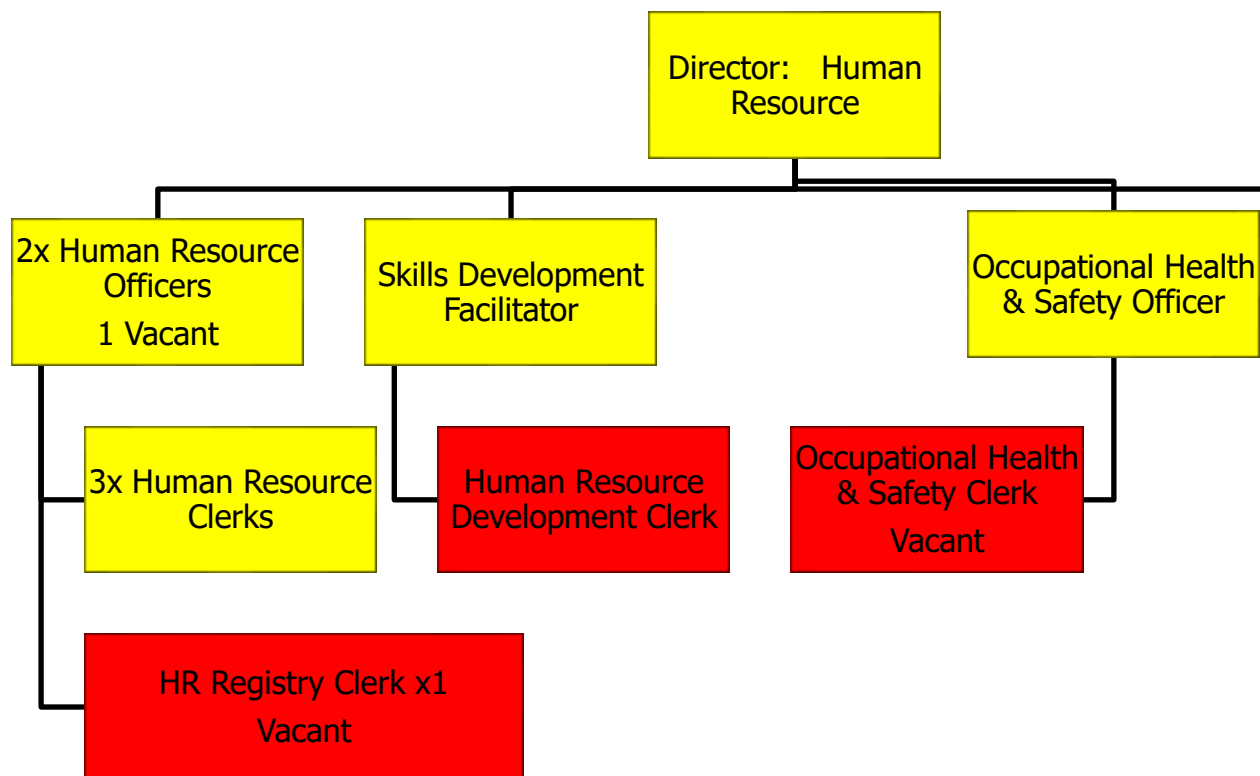 Director: Human
Resource
2x Human Resource
Officers
1 Vacant
Skills Development
Facilitator
Occupational Health
& Safety Officer
3x Human Resource
Clerks
Human Resource
Development Clerk
Occupational Health
& Safety Clerk
Vacant
HR Registry Clerk x1
Vacant